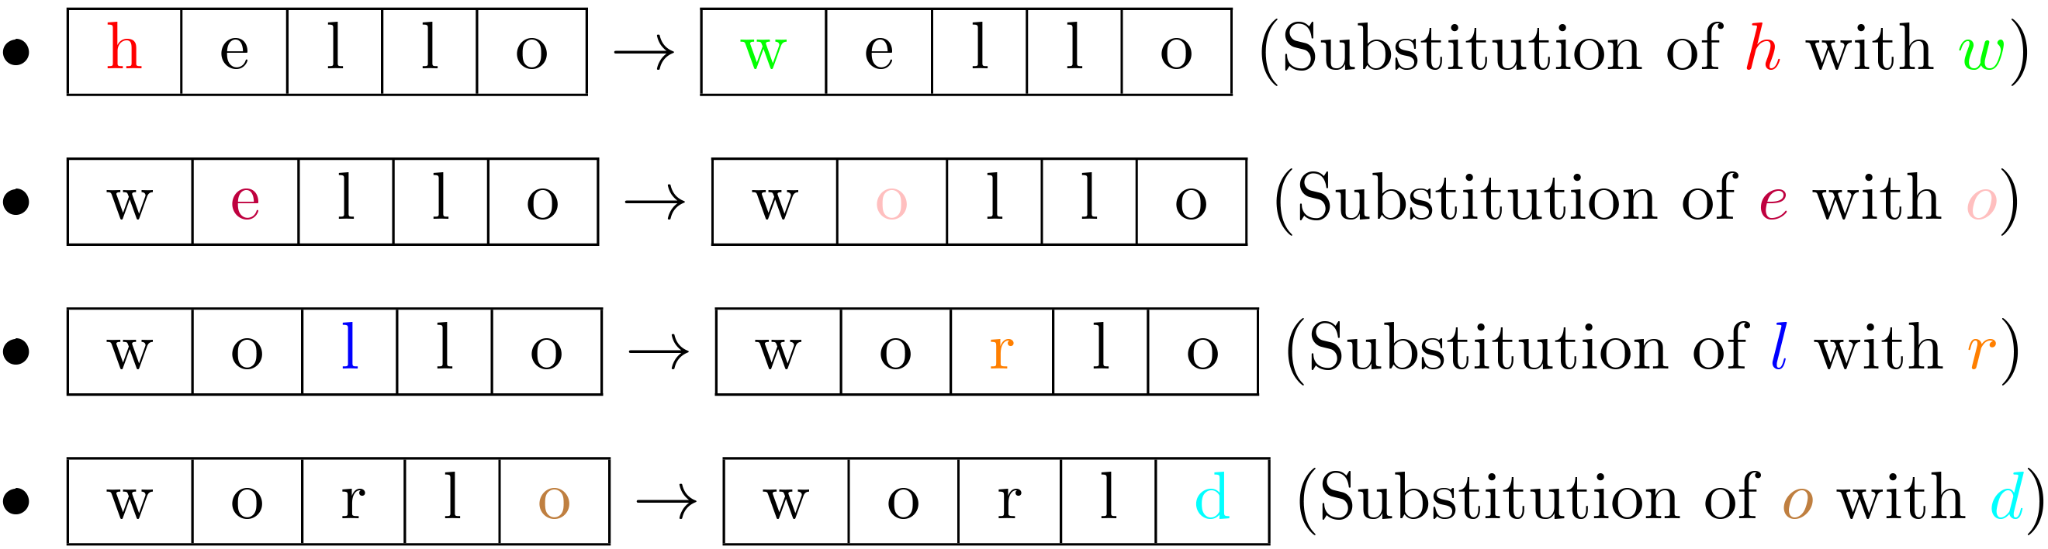 • h e l l o → w e l l o (Substitution of h with w)
• w e l l o → w o l l o (Substitution of e with o)
• w o l l o → w o r l o (Substitution of l with r)
• w o r l o → w o r l d (Substitution of o with d)